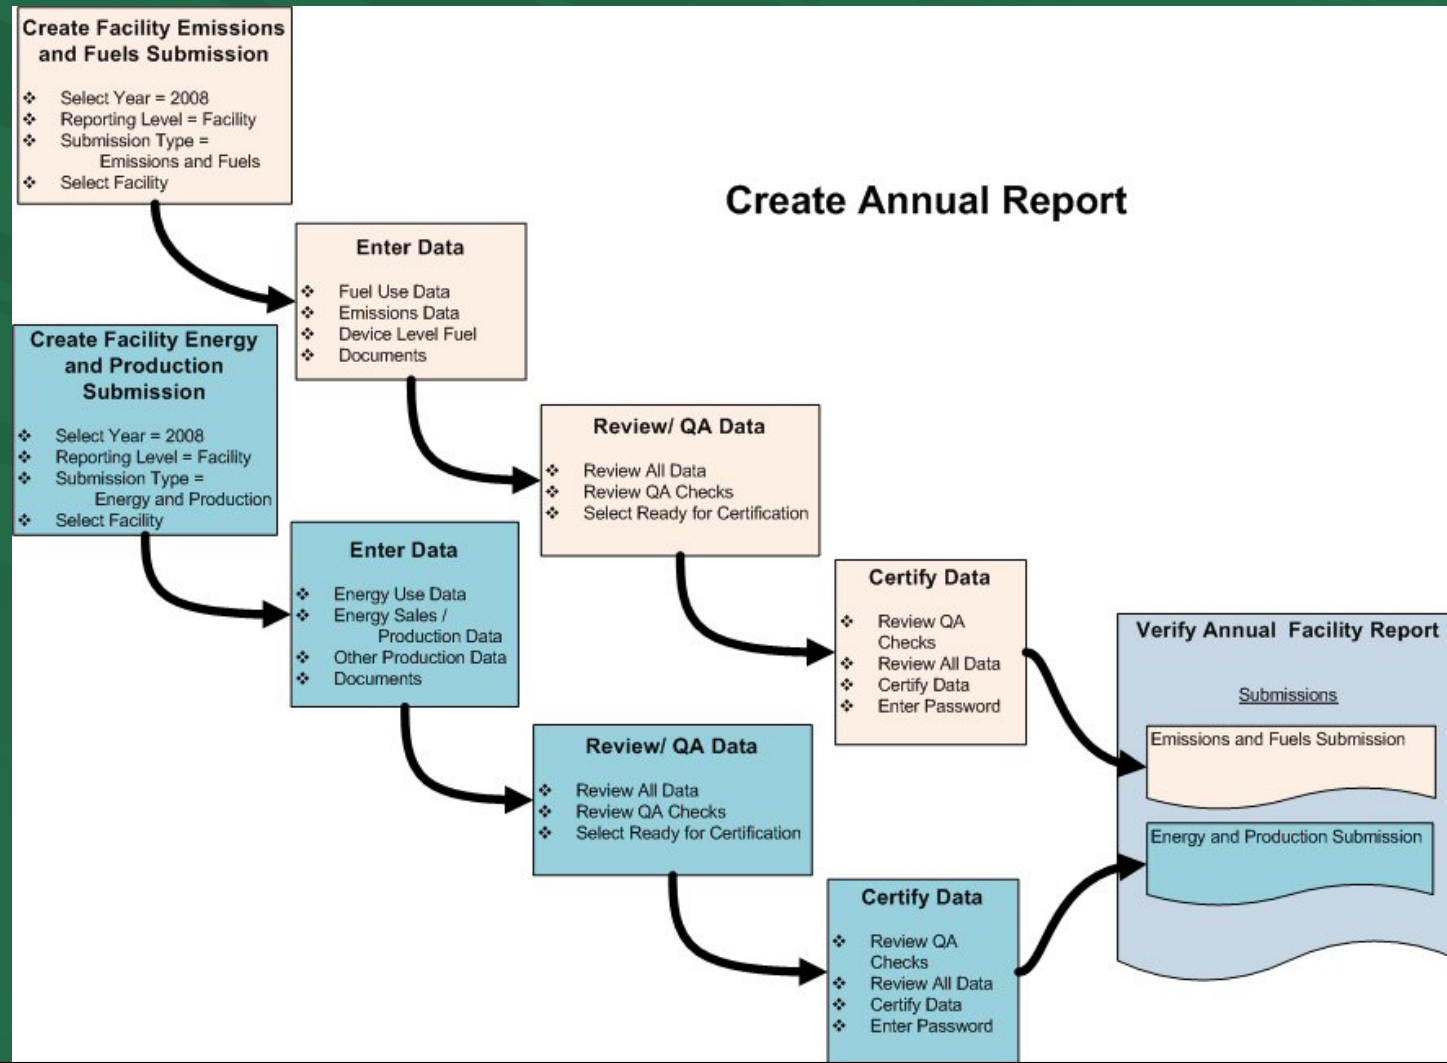 Create Facility Emissions
and Fuels Submission
❖ Select Year = 2008
❖ Reporting Level = Facility
❖ Submission Type =
Emissions and Fuels
❖ Select Facility
Create Annual Report
Enter Data
❖ Fuel Use Data
❖ Emissions Data
❖ Device Level Fuel
❖ Documents
Review/ QA Data
❖ Review All Data
❖ Review QA Checks
❖ Select Ready for Certification
Certify Data
❖ Review QA
Checks
❖ Review All Data
❖ Certify Data
❖ Enter Password
Create Facility Energy
and Production
Submission
❖ Select Year = 2008
❖ Reporting Level = Facility
❖ Submission Type =
Energy and Production
❖ Select Facility
Enter Data
❖ Energy Use Data
❖ Energy Sales /
Production Data
❖ Other Production Data
❖ Documents
Review/ QA Data
❖ Review All Data
❖ Review QA Checks
❖ Select Ready for Certification
Certify Data
❖ Review QA
Checks
❖ Review All Data
❖ Certify Data
❖ Enter Password
Verify Annual Facility Report
Submissions
Emissions and Fuels Submission
Energy and Production Submission